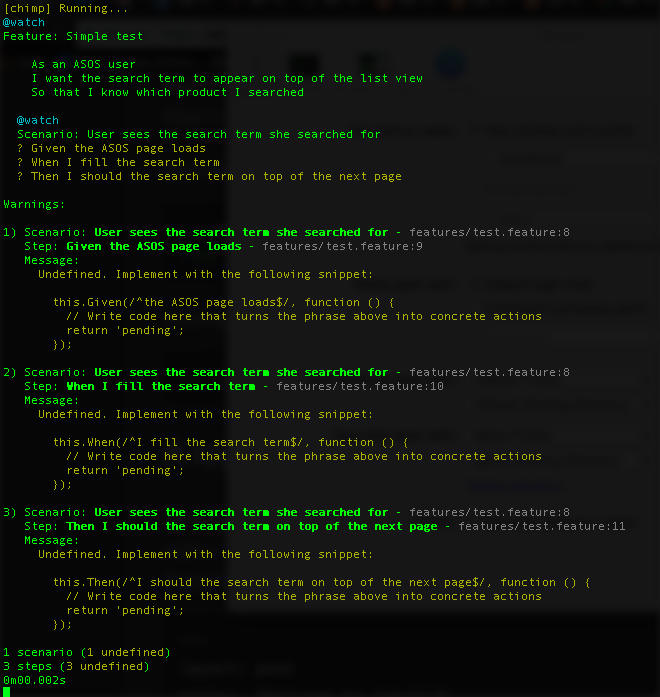 [chimp] Running...
@watch
Feature: Simple test
As an ASOS user
I want the search term to appear on top of the list view
So that I know which product I searched
@watch
Scenario: User sees the search term she searched for
? Given the ASOS page loads
? When I fill the search term
? Then I should the search term on top of the next page
Warnings:
1) Scenario: User sees the search term she searched for - features/test.feature:8
Step: Given the ASOS page loads - features/test.feature:9
Message:
Undefined. Implement with the following snippet:
this.Given(/^the ASOS page loads$/, function () {
// Write code here that turns the phrase above into concrete actions
return 'pending';
});
2) Scenario: User sees the search term she searched for - features/test.feature:8
Step: When I fill the search term - features/test.feature:10
Message:
Undefined. Implement with the following snippet:
this.When(/^I fill the search term$/, function () {
// Write code here that turns the phrase above into concrete actions
return 'pending';
});
3) Scenario: User sees the search term she searched for - features/test.feature:8
Step: Then I should the search term on top of the next page - features/test.feature:11
Message:
Undefined. Implement with the following snippet:
this.Then(/^I should the search term on top of the next page$/, function () {
// Write code here that turns the phrase above into concrete actions
return 'pending';
});
1 scenario (1 undefined)
3 steps (3 undefined)
0m00.002s